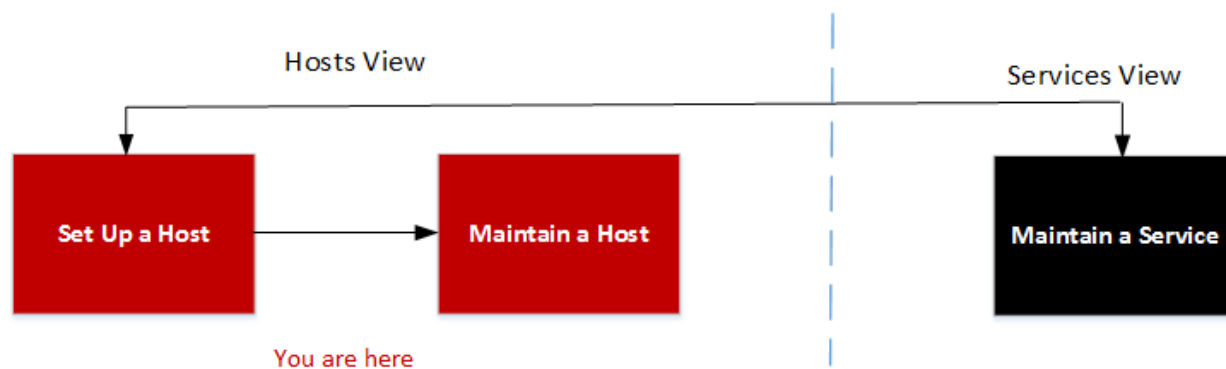 Hosts View
Services View
Set Up a Host
Maintain a Host
Maintain a Service
You are here